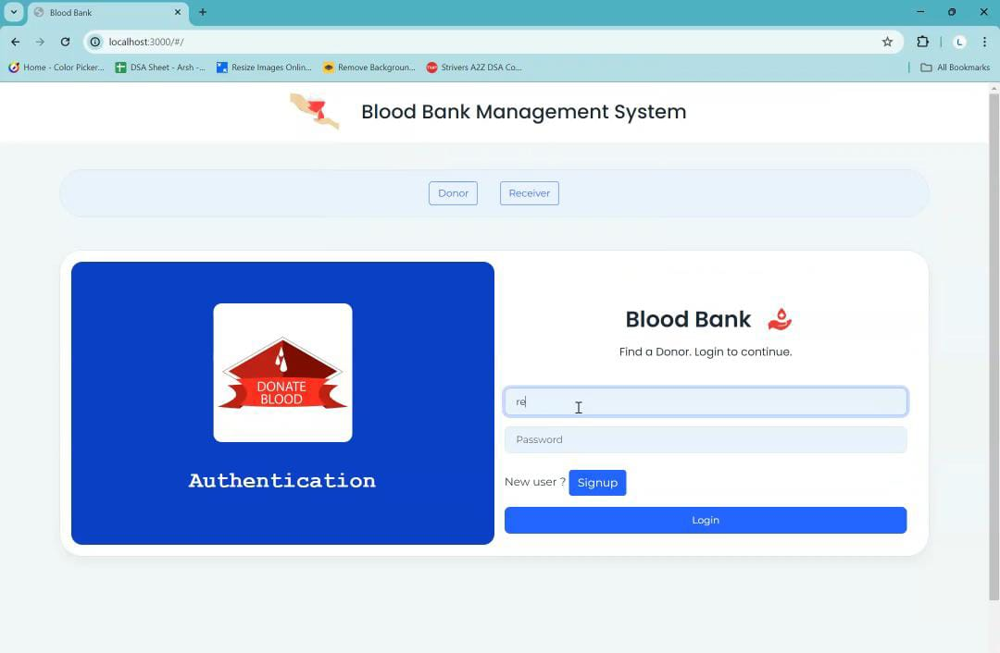 Blood Bank
localhost:3000/#/
Home - Color Picker...
DSA Sheet - Arsh -...
Resize Images Onlin...
Remove Backgroun...
Strivers A2Z DSA Co...
All Bookmarks
L
Blood Bank Management System
Donor
Receiver
DONATE
BLOOD
Authentication
Blood Bank
Find a Donor. Login to continue.
re
Password
New user ? Signup
Login